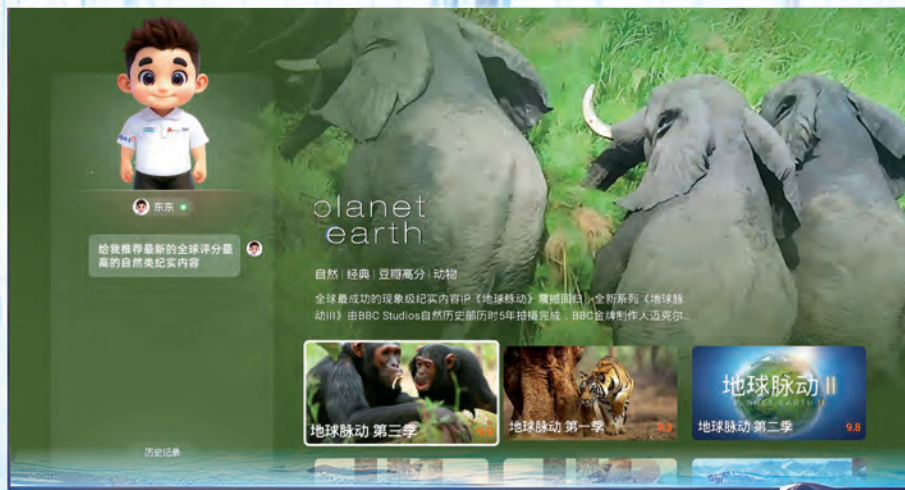 东东
给我推荐最新的全球评分最
高的自然类纪实内容
历史记录
planet
earth
自然 | 经典 | 豆瓣高分 | 动物
全球最成功的现象级纪实内容IP《地球脉动》震撼回归，全新系列《地球脉
动III》由BBC Studios自然历史部历时5年拍摄完成，BBC金牌制作人迈克尔...
地球脉动 第三季
地球脉动 第一季
地球脉动 II
PLANET EARTH II
地球脉动 第二季
9.8